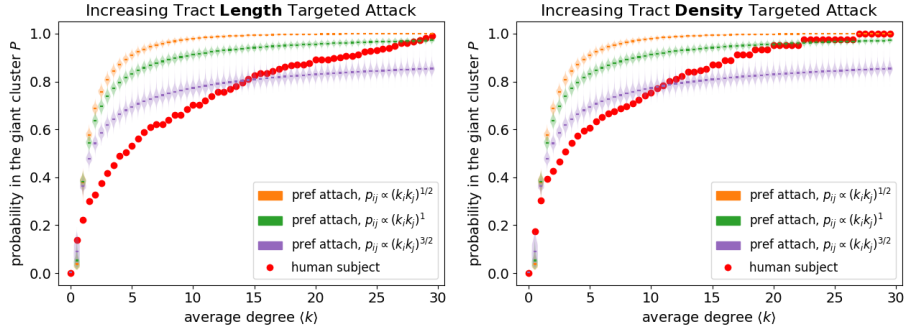 Increasing Tract Length Targeted Attack
probability in the giant cluster P
1.0
0.8
0.6
0.4
0.2
0.0
pref attach, p_ij ∝ (k_i k_j)^1/2
pref attach, p_ij ∝ (k_i k_j)^1
pref attach, p_ij ∝ (k_i k_j)^3/2
human subject
0 5 10 15 20 25 30
average degree ⟨k⟩
Increasing Tract Density Targeted Attack
probability in the giant cluster P
1.0
0.8
0.6
0.4
0.2
0.0
pref attach, p_ij ∝ (k_i k_j)^1/2
pref attach, p_ij ∝ (k_i k_j)^1
pref attach, p_ij ∝ (k_i k_j)^3/2
human subject
0 5 10 15 20 25 30
average degree ⟨k⟩